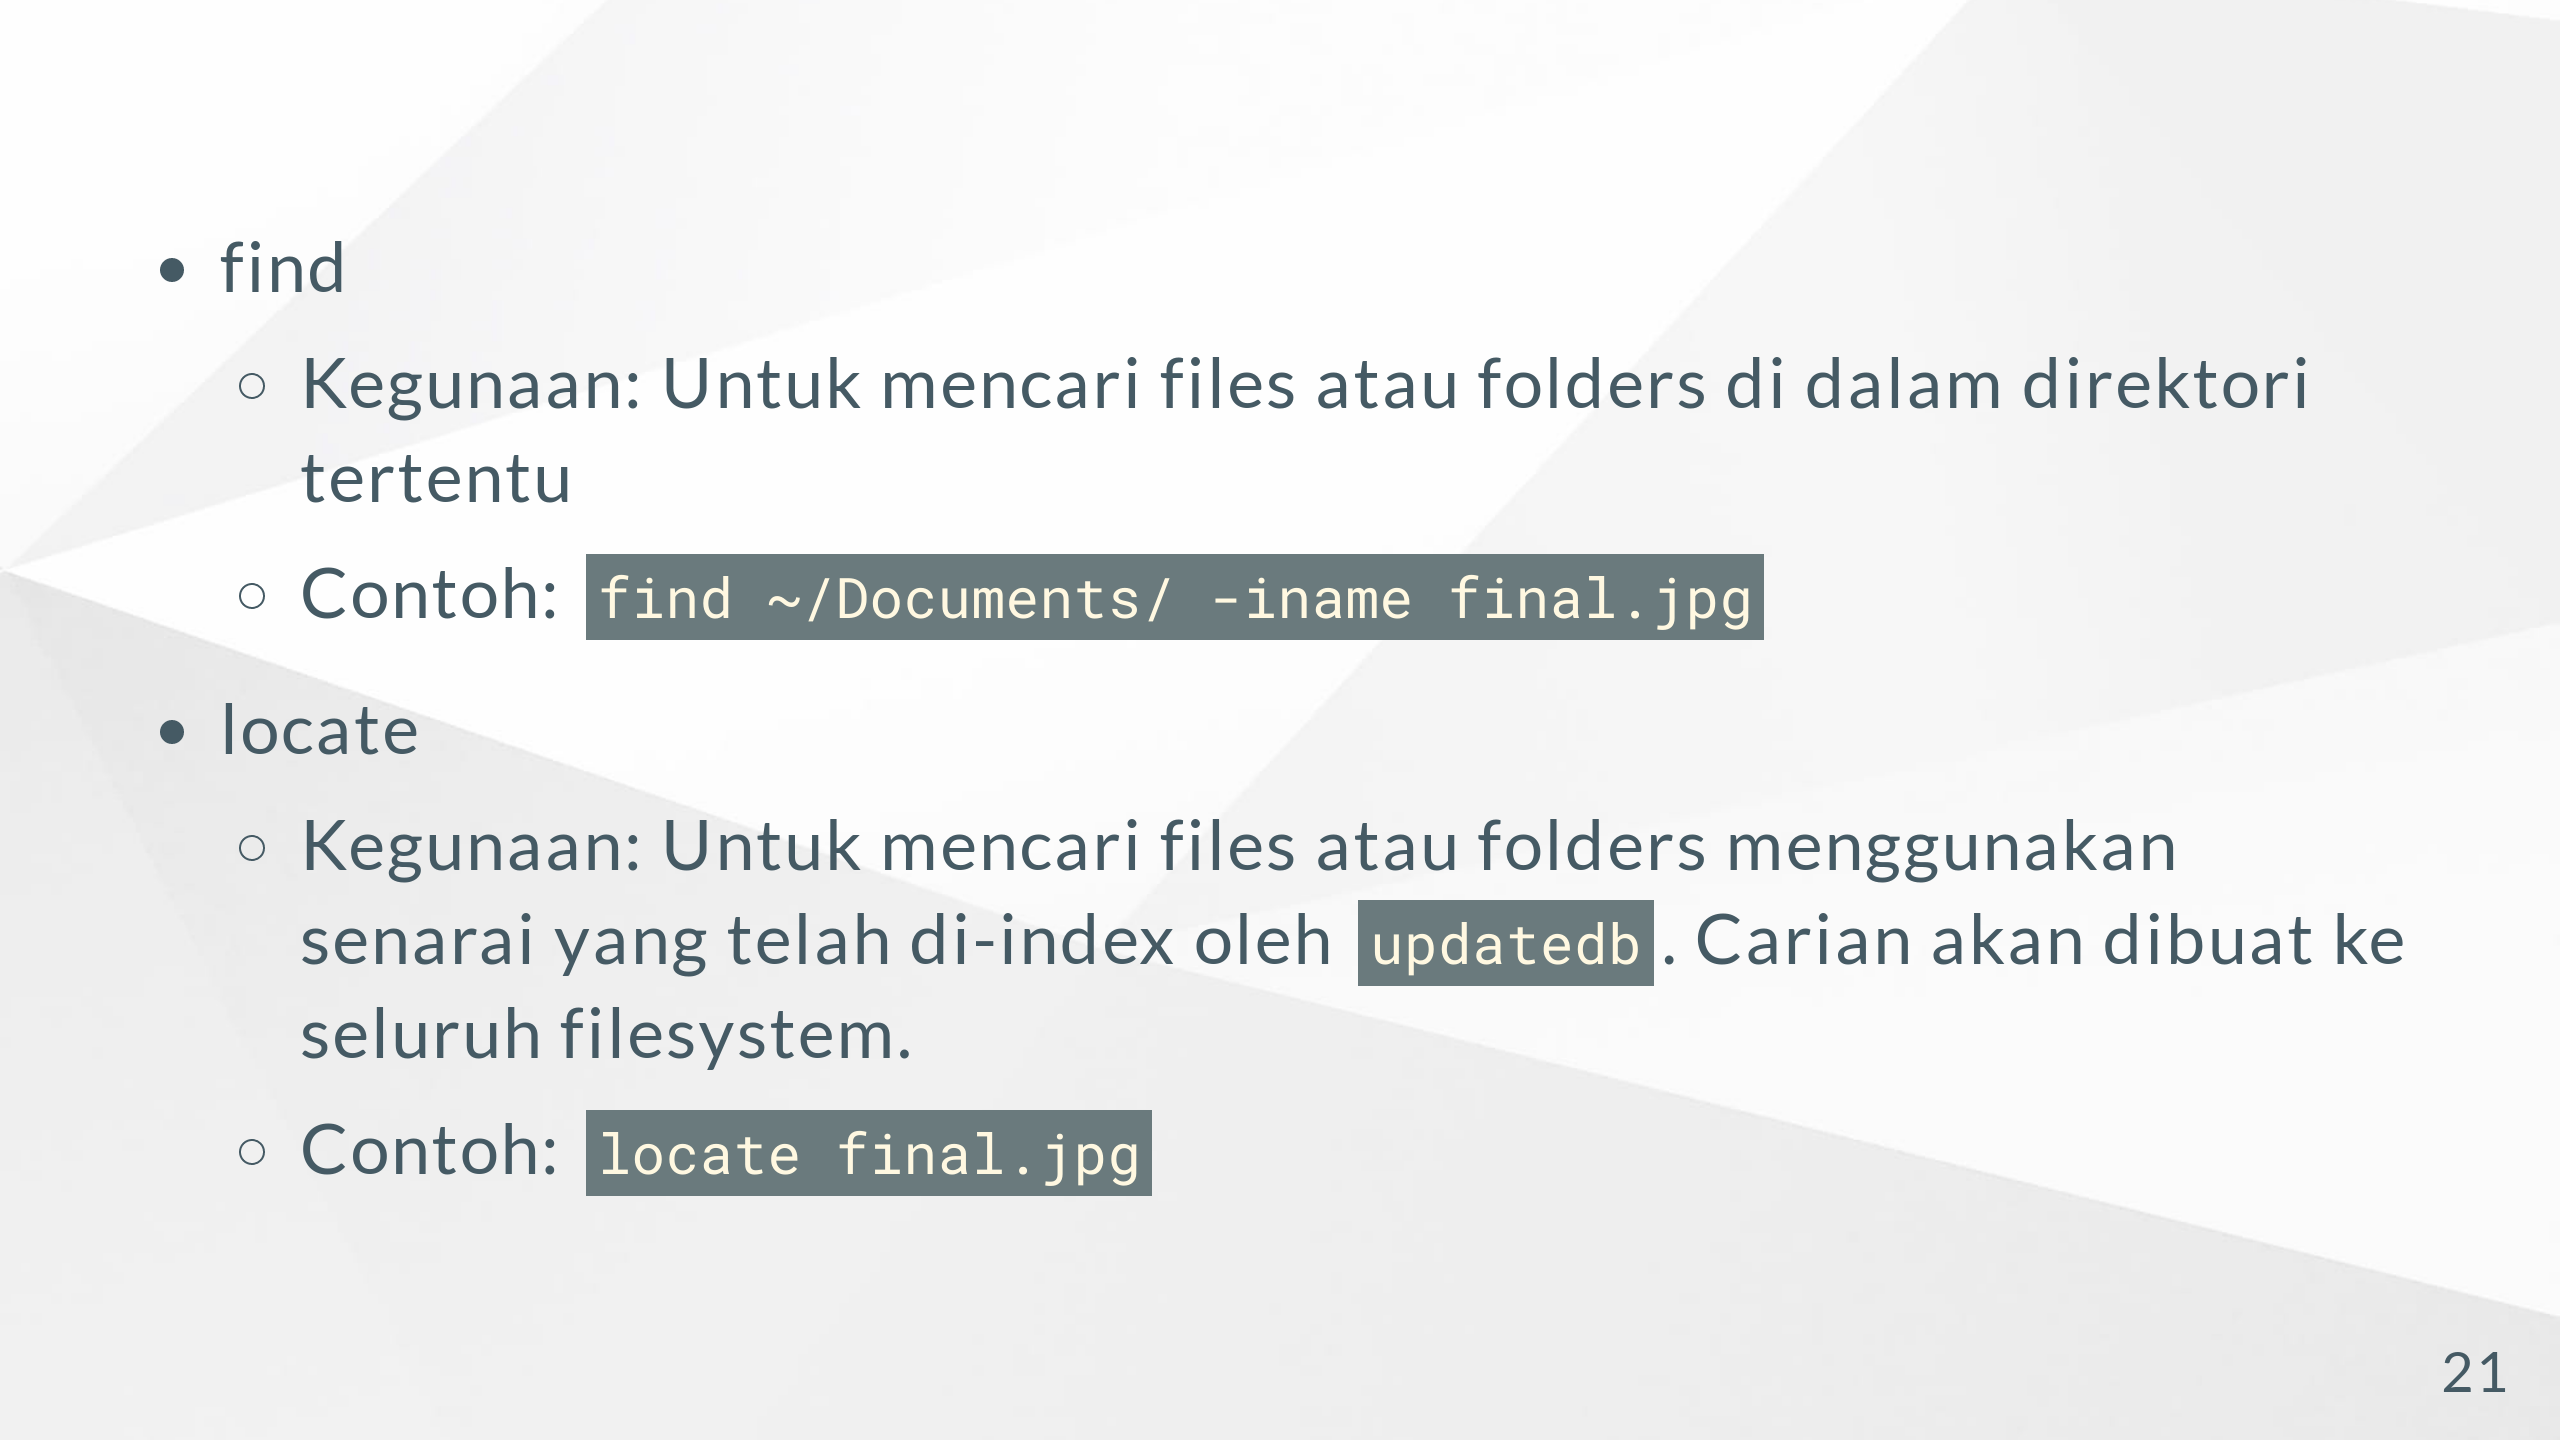 • find
○ Kegunaan: Untuk mencari files atau folders di dalam direktori
tertentu
○ Contoh: find ~/Documents/ -iname final.jpg
• locate
○ Kegunaan: Untuk mencari files atau folders menggunakan
senarai yang telah di-index oleh updatedb. Carian akan dibuat ke
seluruh filesystem.
○ Contoh: locate final.jpg
21